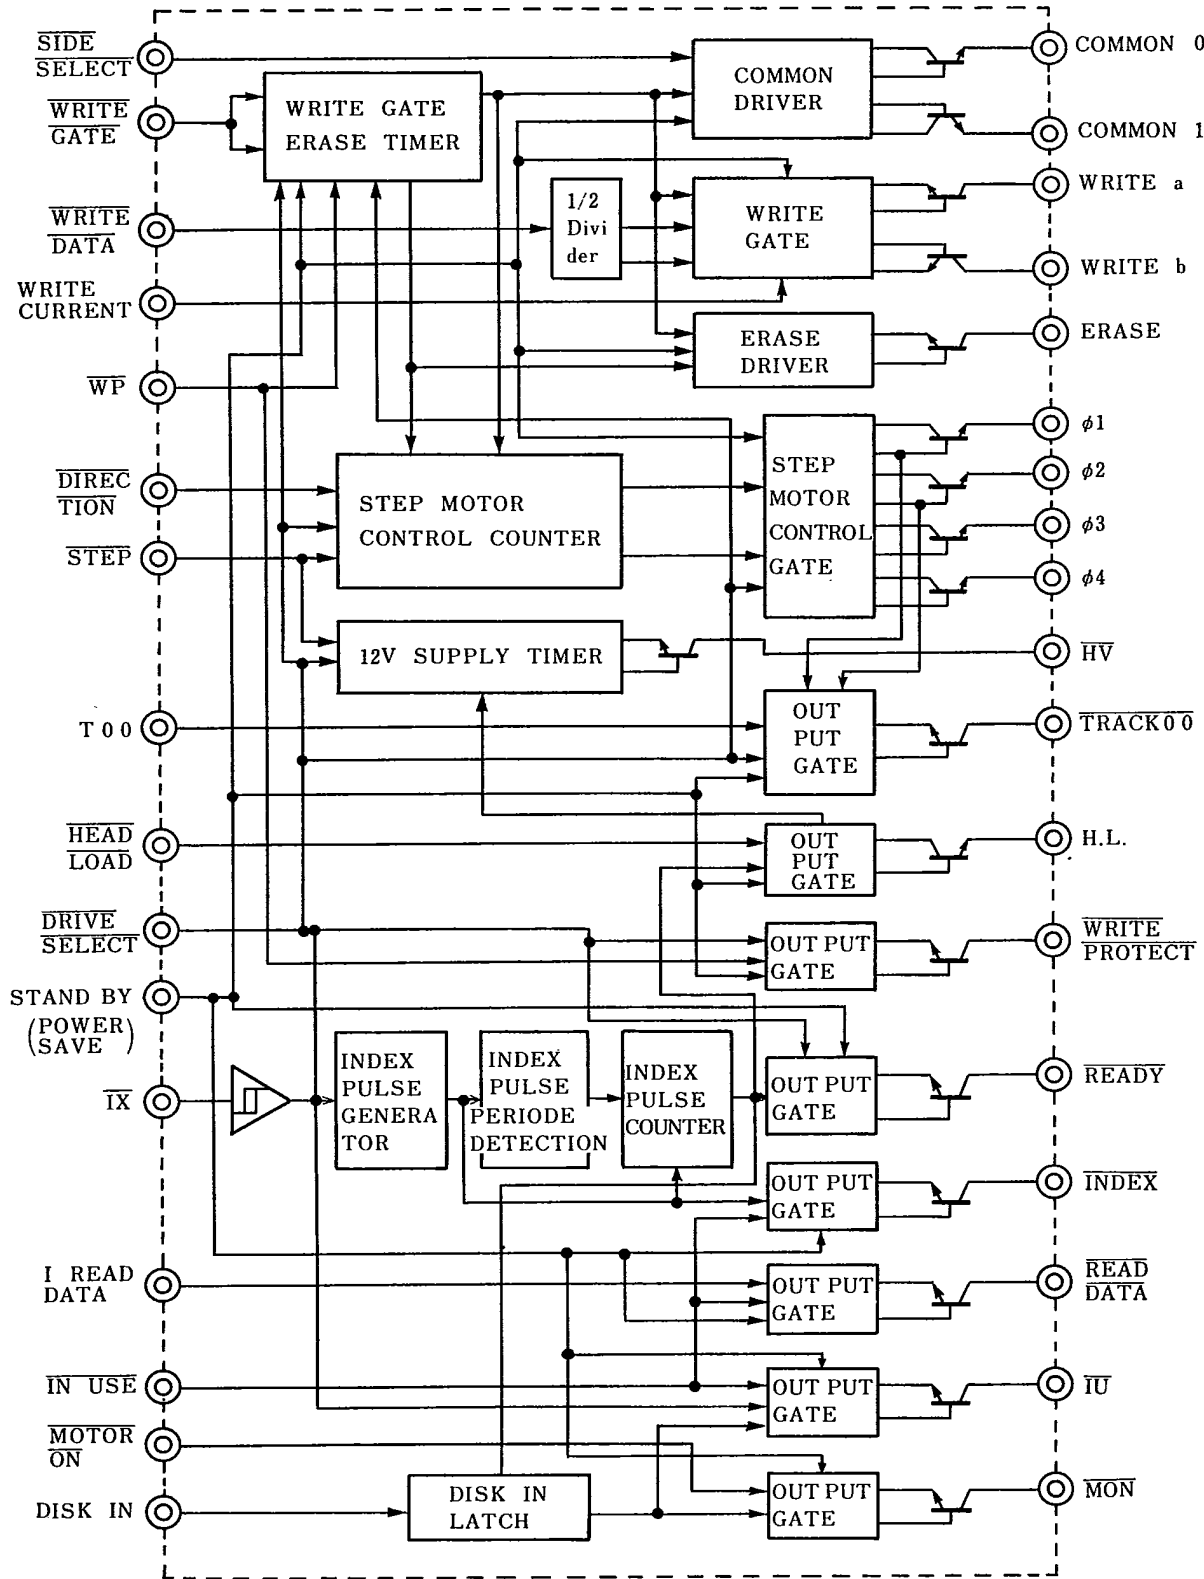 SIDE
SELECT
WRITE
GATE
WRITE
DATA
WRITE
CURRENT
WP
DIREC
TION
STEP
T00
HEAD
LOAD
DRIVE
SELECT
STAND BY
(POWER
SAVE)
IX
I READ
DATA
IN USE
MOTOR
ON
DISK IN
WRITE GATE
ERASE TIMER
1/2
Divi
der
COMMON
DRIVER
WRITE
GATE
ERASE
DRIVER
STEP MOTOR
CONTROL COUNTER
STEP
MOTOR
CONTROL
GATE
12V SUPPLY TIMER
OUT
PUT
GATE
OUT
PUT
GATE
OUT PUT
GATE
INDEX
PULSE
GENERA
TOR
INDEX
PULSE
PERIODE
DETECTION
INDEX
PULSE
COUNTER
OUT PUT
GATE
OUT PUT
GATE
OUT PUT
GATE
OUT PUT
GATE
DISK IN
LATCH
OUT PUT
GATE
COMMON 0
COMMON 1
WRITE a
WRITE b
ERASE
φ1
φ2
φ3
φ4
HV
TRACK00
H.L.
WRITE
PROTECT
READY
INDEX
READ
DATA
IU
MON